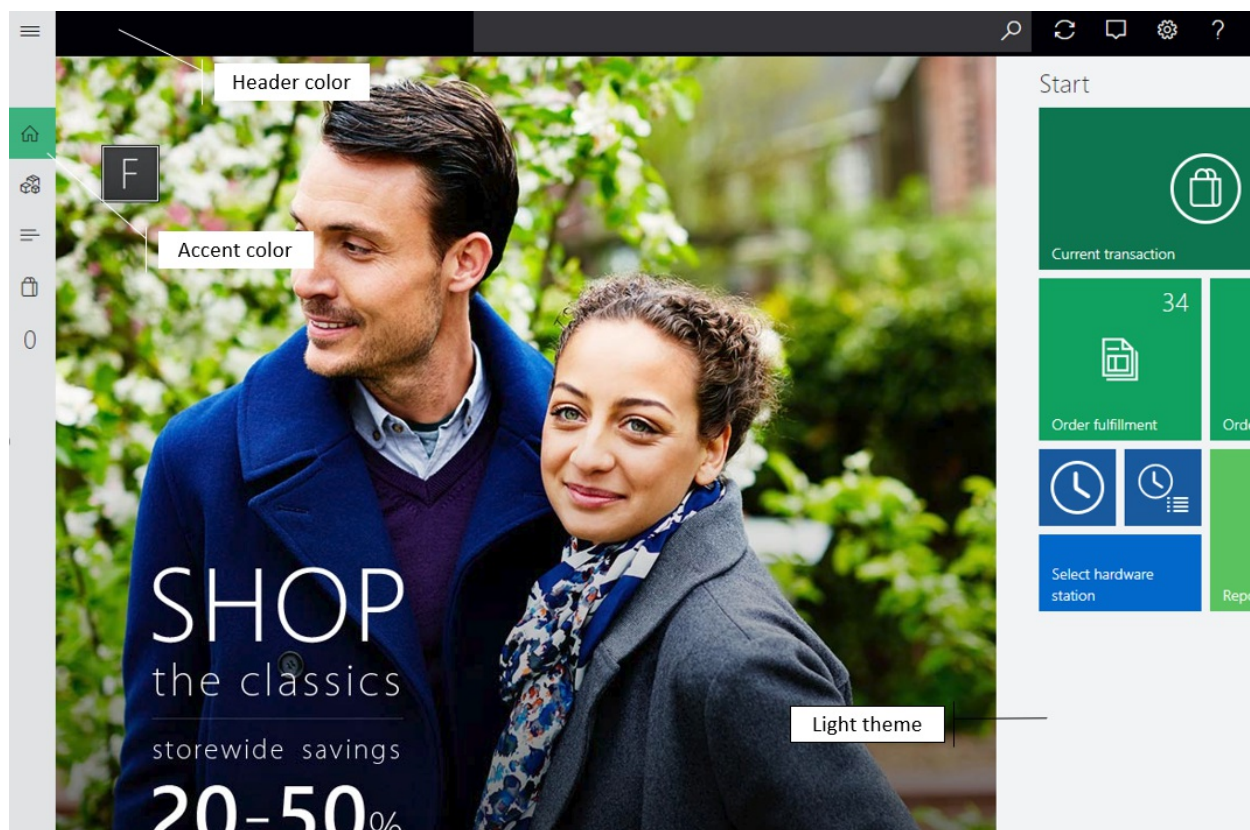 Header color
Start
F
Accent color
Current transaction
0
34
Order fulfillment
SHOP
the classics
Select hardware
station
Light theme
storewide savings
20-50%